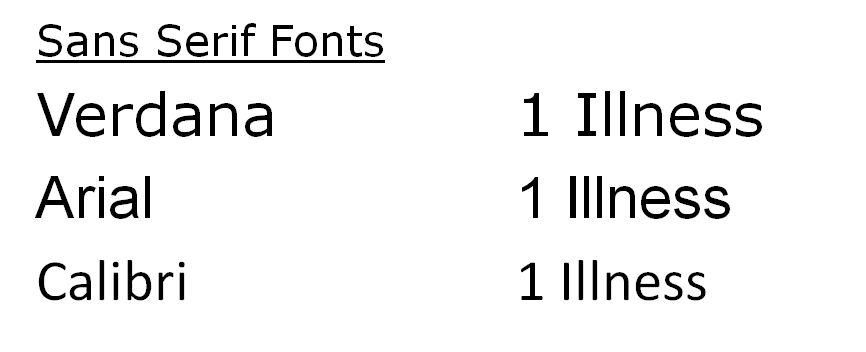 Sans Serif Fonts
Verdana 1 Illness
Arial 1 Illness
Calibri 1 Illness